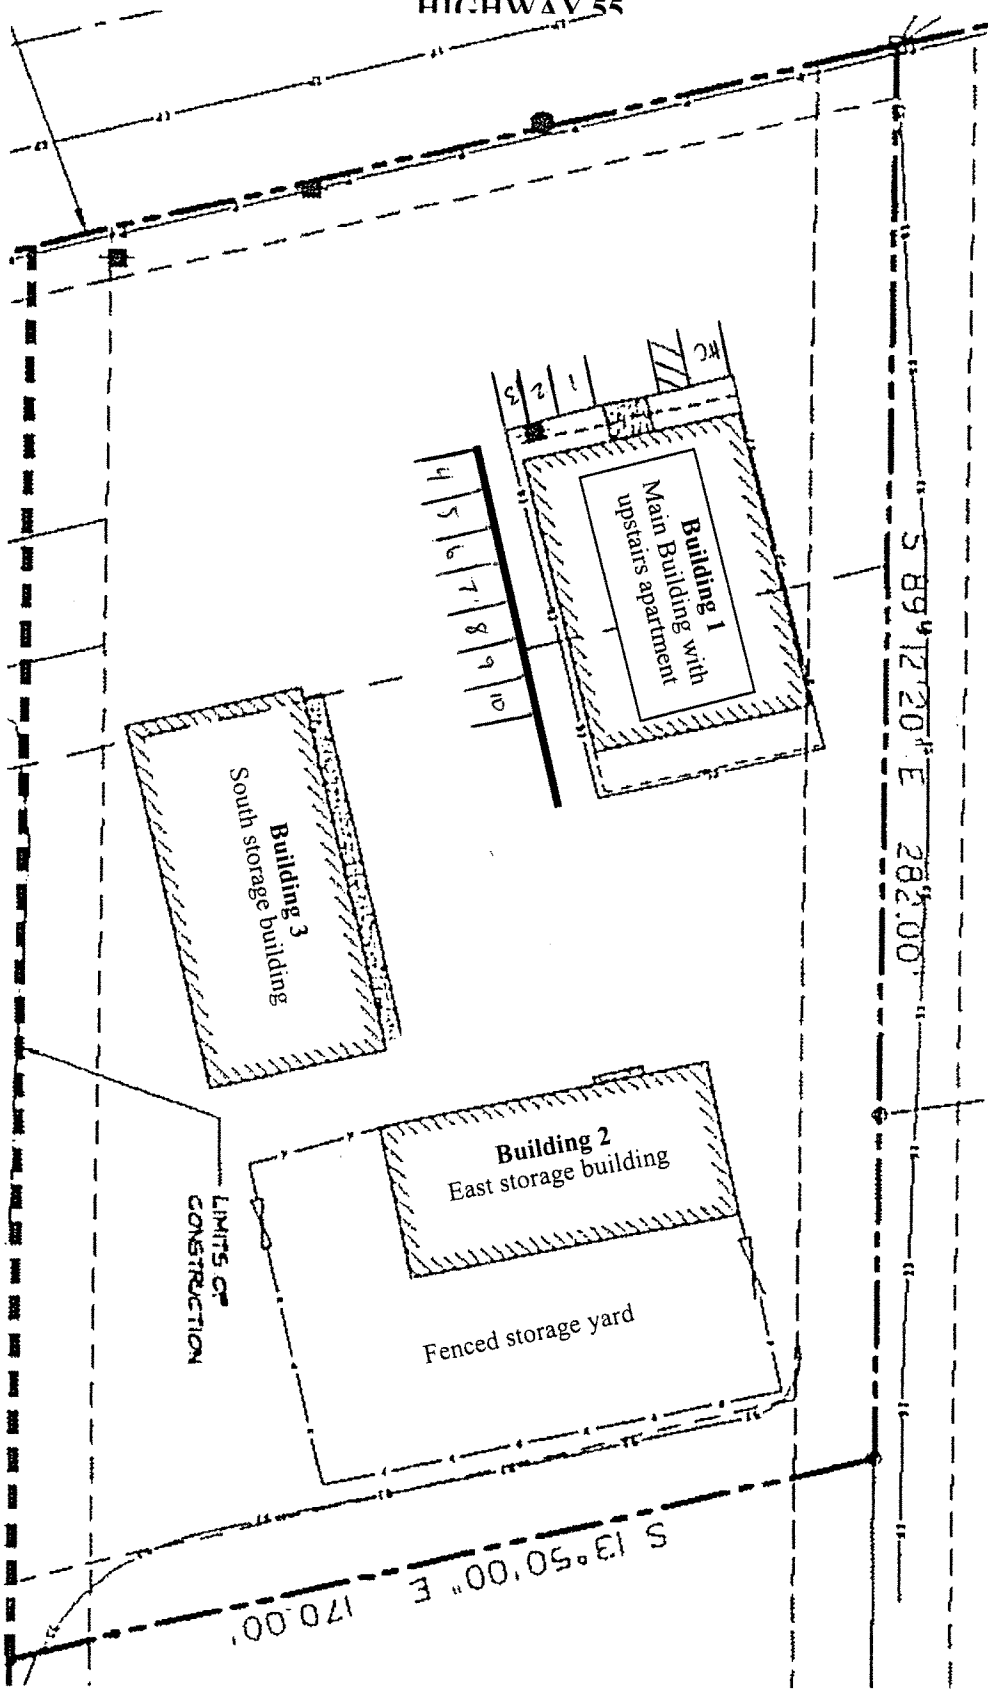 HIGHWAY 55
HC
1
2
3
4
5
6
7
8
9
10
Building 1
Main Building with
upstairs apartment
S 89°12'20" E 282.00'
Building 3
South storage building
Building 2
East storage building
LIMITS OF
CONSTRUCTION
Fenced storage yard
S 13°50'00" E 170.00'